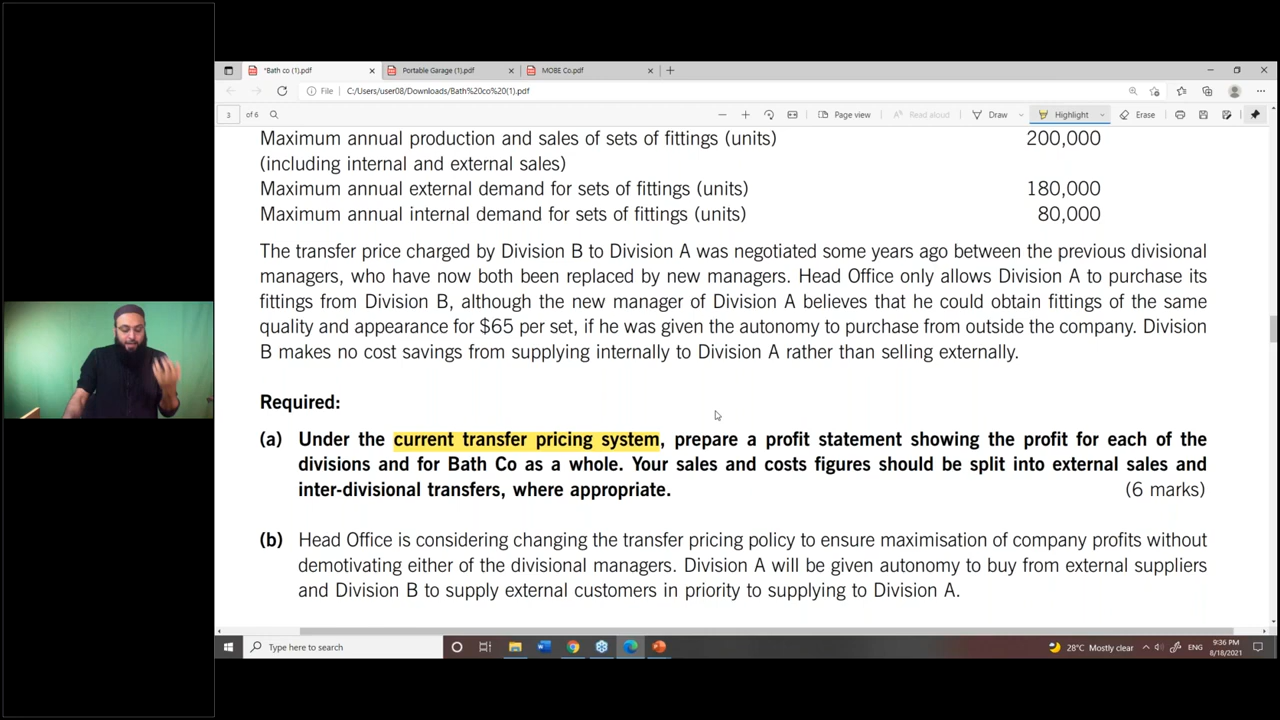 *Bath co (1).pdf
Portable Garage (1).pdf
MOBE Co.pdf
File
C:/Users/user08/Downloads/Bath%20co%20(1).pdf
3 of 6
Page view
Read aloud
Draw
Highlight
Erase
Maximum annual production and sales of sets of fittings (units) 200,000
(including internal and external sales)
Maximum annual external demand for sets of fittings (units) 180,000
Maximum annual internal demand for sets of fittings (units) 80,000
The transfer price charged by Division B to Division A was negotiated some years ago between the previous divisional
managers, who have now both been replaced by new managers. Head Office only allows Division A to purchase its
fittings from Division B, although the new manager of Division A believes that he could obtain fittings of the same
quality and appearance for $65 per set, if he was given the autonomy to purchase from outside the company. Division
B makes no cost savings from supplying internally to Division A rather than selling externally.
Required:
(a) Under the current transfer pricing system, prepare a profit statement showing the profit for each of the
divisions and for Bath Co as a whole. Your sales and costs figures should be split into external sales and
inter-divisional transfers, where appropriate. (6 marks)
(b) Head Office is considering changing the transfer pricing policy to ensure maximisation of company profits without
demotivating either of the divisional managers. Division A will be given autonomy to buy from external suppliers
and Division B to supply external customers in priority to supplying to Division A.
Type here to search
28°C Mostly clear
ENG
9:36 PM
8/18/2021